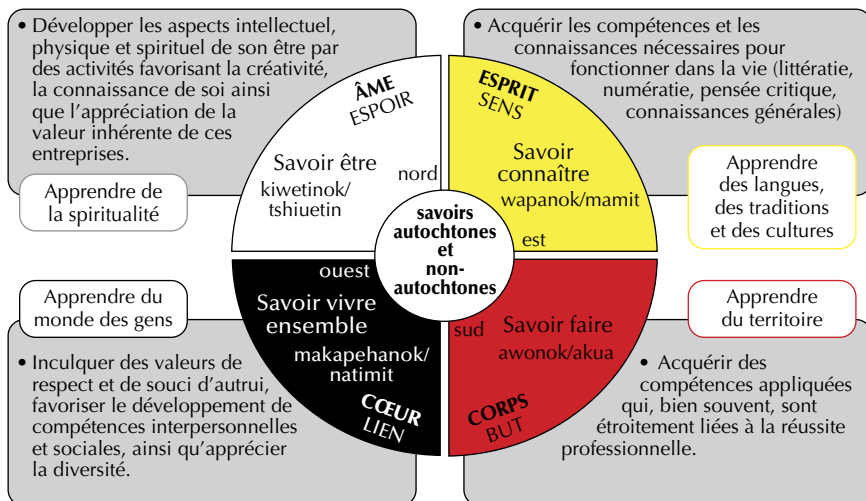 • Développer les aspects intellectuel,
physique et spirituel de son être par
des activités favorisant la créativité,
la connaissance de soi ainsi
que l'appréciation de la
valeur inhérente de ces
entreprises.
Apprendre de
la spiritualité
ÂME
ESPOIR
Savoir être
kiwetinok/
tshiuetin
nord
• Acquérir les compétences et les
connaissances nécessaires pour
fonctionner dans la vie (littératie,
numératie, pensée critique,
connaissances générales)
ESPRIT
SENS
Savoir
connaître
wapanok/mamit
est
Apprendre
des langues,
des traditions
et des cultures
savoirs
autochtones
et
non-
autochtones
Apprendre du
monde des gens
ouest
Savoir vivre
ensemble
makapehanok/
natimit
CŒUR
LIEN
• Inculquer des valeurs de
respect et de souci d'autrui,
favoriser le développement de
compétences interpersonnelles
et sociales, ainsi qu'apprécier
la diversité.
sud
Savoir faire
awonok/akua
CORPS
BUT
Apprendre
du territoire
• Acquérir des
compétences appliquées
qui, bien souvent, sont
étroitement liées à la réussite
professionnelle.